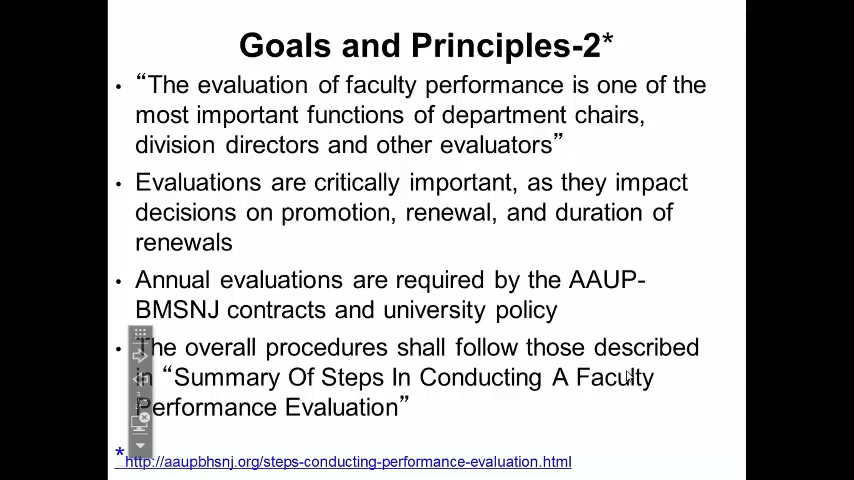 Goals and Principles-2*
• “The evaluation of faculty performance is one of the
most important functions of department chairs,
division directors and other evaluators”
• Evaluations are critically important, as they impact
decisions on promotion, renewal, and duration of
renewals
• Annual evaluations are required by the AAUP-
BMSNJ contracts and university policy
• The overall procedures shall follow those described
in “Summary Of Steps In Conducting A Faculty
Performance Evaluation”
* http://aaupbhsnj.org/steps-conducting-performance-evaluation.html